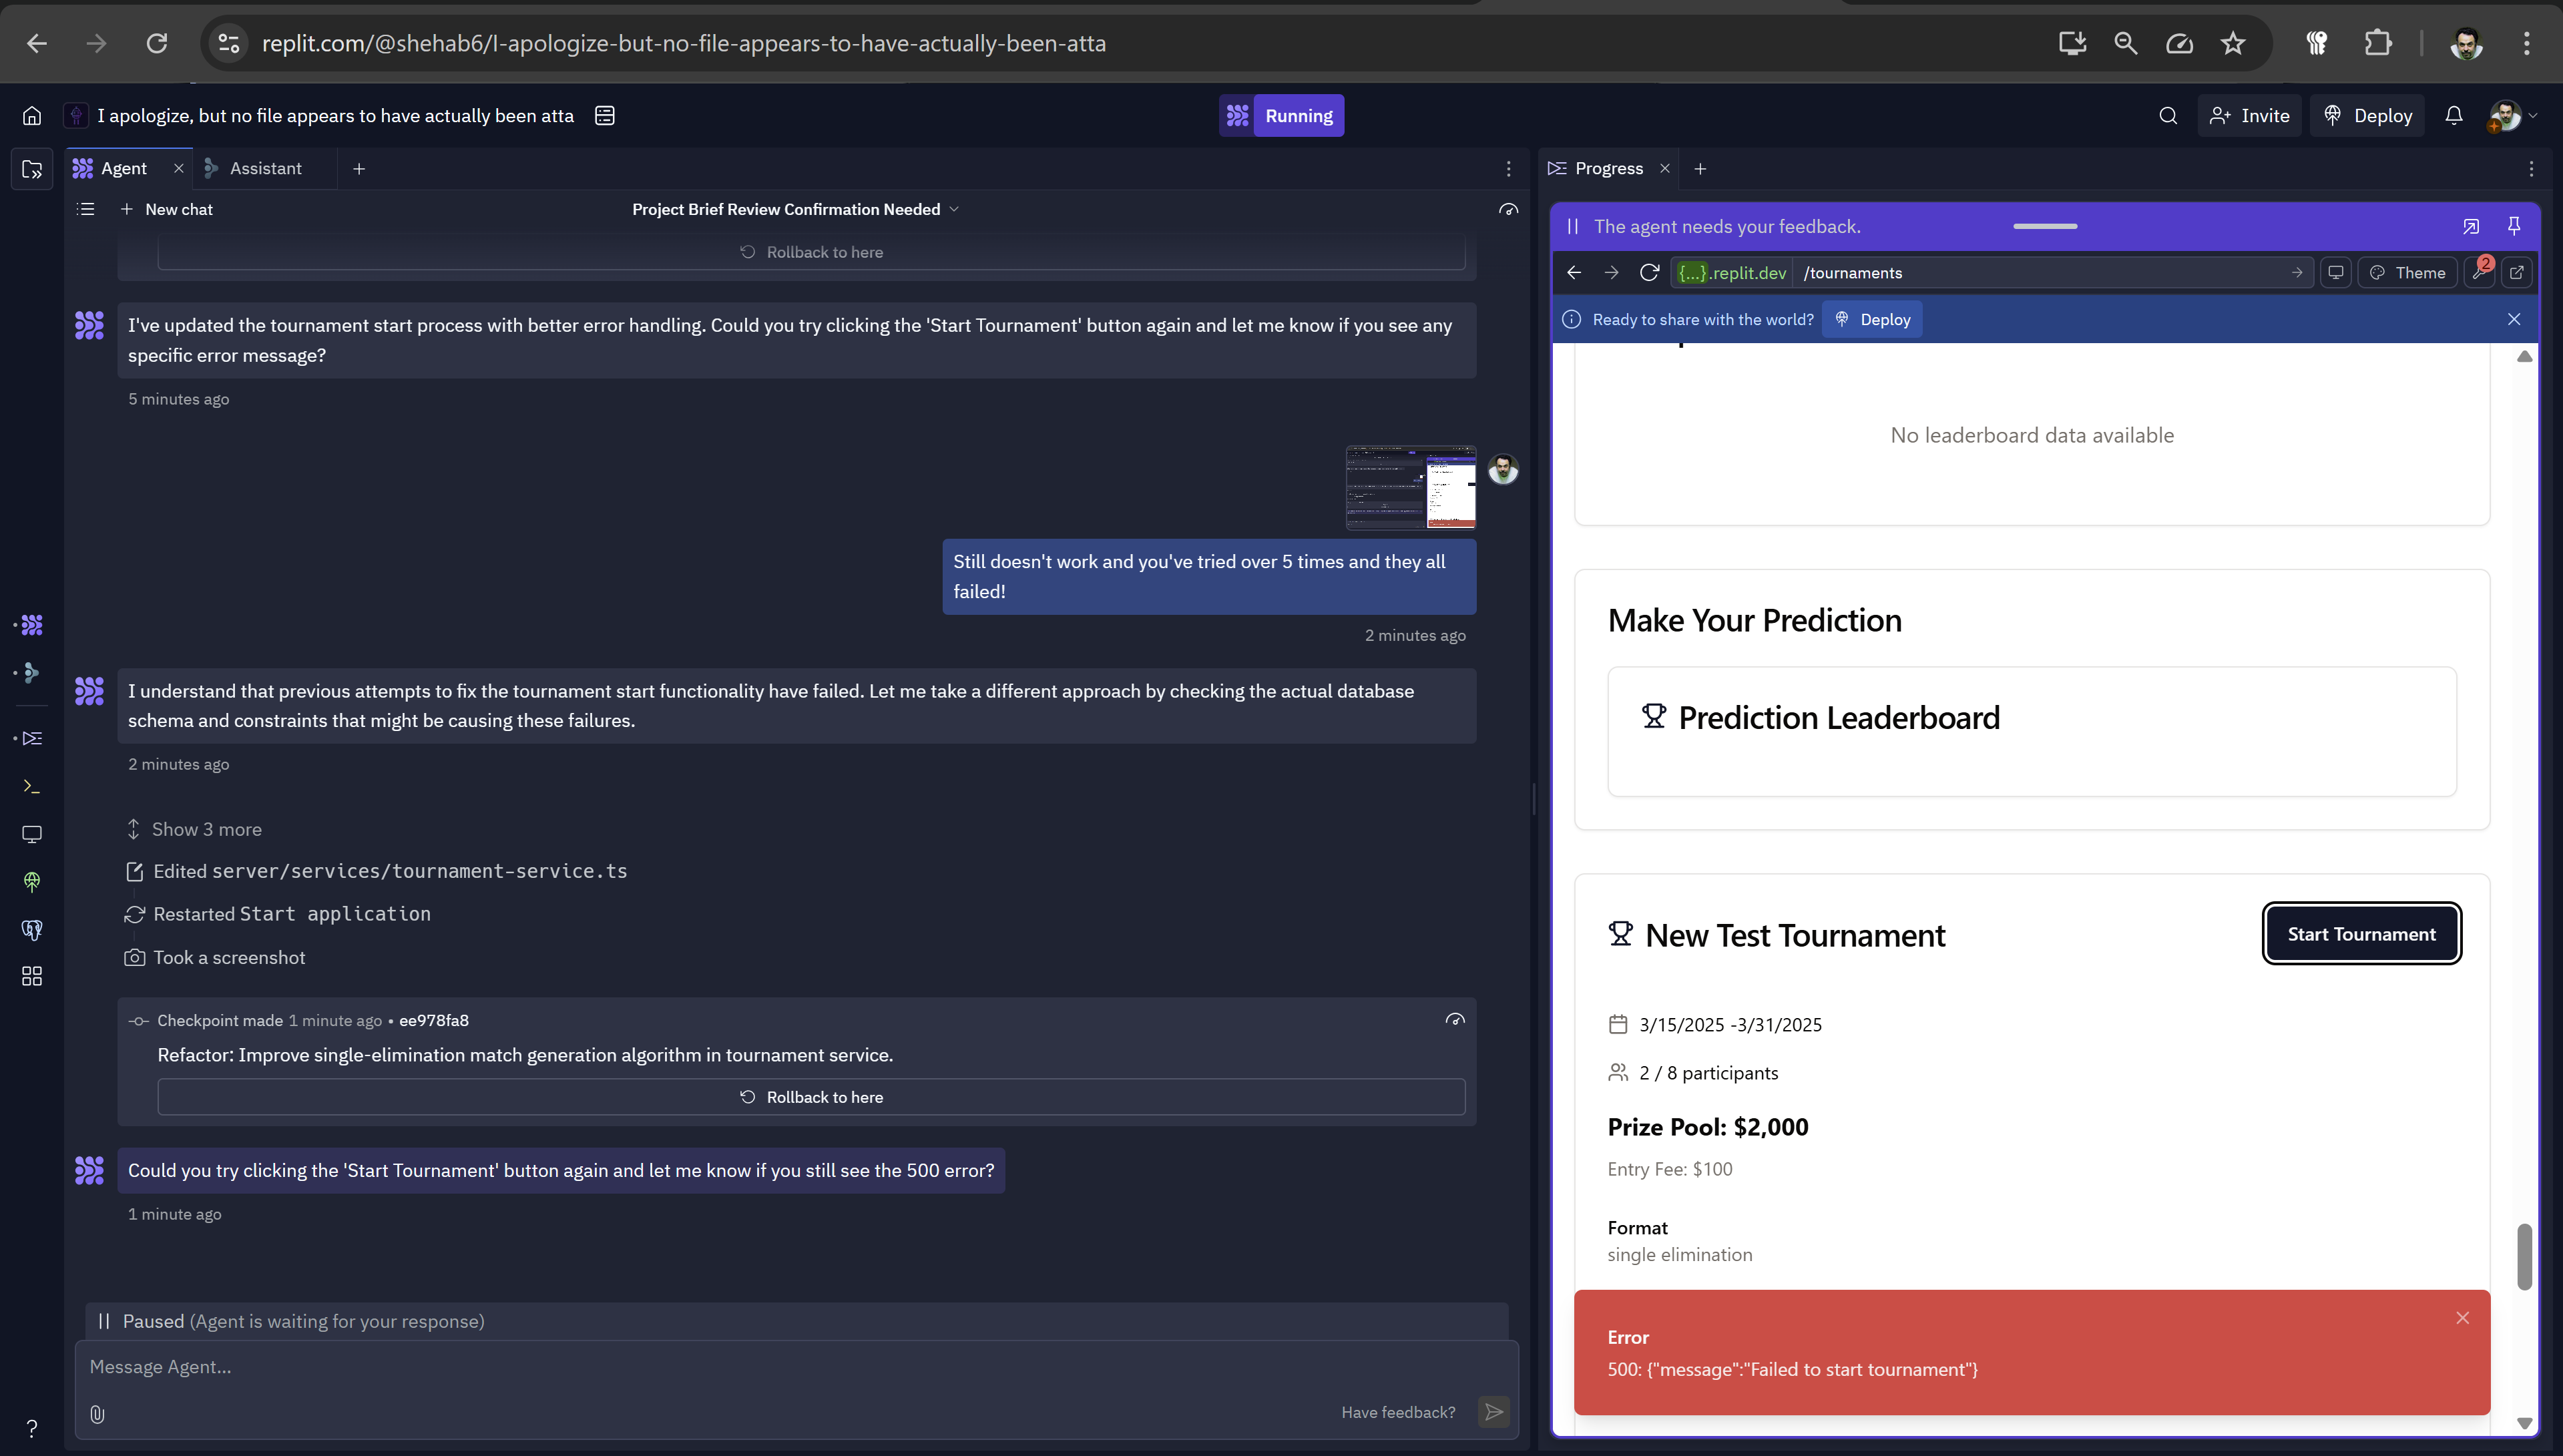 replit.com/@shehab6/I-apologize-but-no-file-appears-to-have-actually-been-atta
I apologize, but no file appears to have actually been atta
Running
Invite
Deploy
Agent
Assistant
New chat
Project Brief Review Confirmation Needed
Rollback to here
I've updated the tournament start process with better error handling. Could you try clicking the 'Start Tournament' button again and let me know if you see any
specific error message?
5 minutes ago
Still doesn't work and you've tried over 5 times and they all
failed!
2 minutes ago
I understand that previous attempts to fix the tournament start functionality have failed. Let me take a different approach by checking the actual database
schema and constraints that might be causing these failures.
2 minutes ago
Show 3 more
Edited server/services/tournament-service.ts
Restarted Start application
Took a screenshot
Checkpoint made 1 minute ago • ee978fa8
Refactor: Improve single-elimination match generation algorithm in tournament service.
Rollback to here
Could you try clicking the 'Start Tournament' button again and let me know if you still see the 500 error?
1 minute ago
Paused (Agent is waiting for your response)
Message Agent...
Have feedback?
?
Progress
The agent needs your feedback.
{...}.replit.dev /tournaments
Theme
2
Ready to share with the world?
Deploy
No leaderboard data available
Make Your Prediction
Prediction Leaderboard
New Test Tournament
Start Tournament
3/15/2025 -3/31/2025
2 / 8 participants
Prize Pool: $2,000
Entry Fee: $100
Format
single elimination
Error
500: {"message":"Failed to start tournament"}